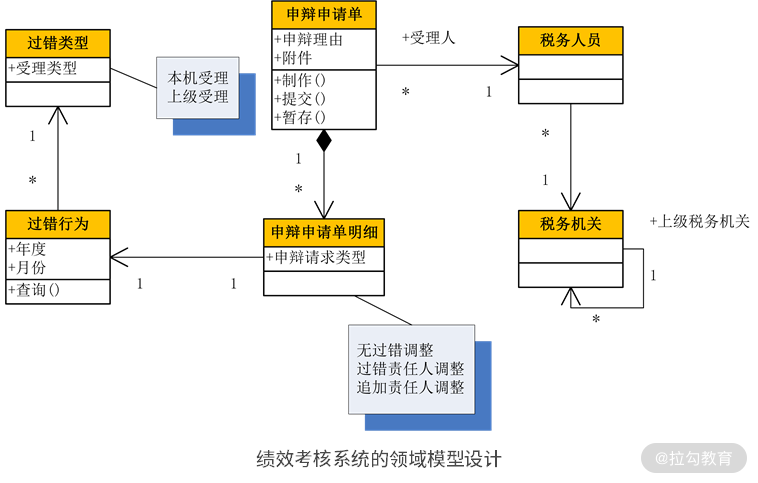 申辩申请单
+申辩理由
+附件
+制作()
+提交()
+暂存()
过错类型
+受理类型
本机受理
上级受理
+受理人
*
1
税务人员
1
*
1
*
*
1
过错行为
+年度
+月份
+查询()
1
1
申辩申请单明细
+申辩请求类型
税务机关
+上级税务机关
1
*
无过错调整
过错责任人调整
追加责任人调整
绩效考核系统的领域模型设计
@拉勾教育